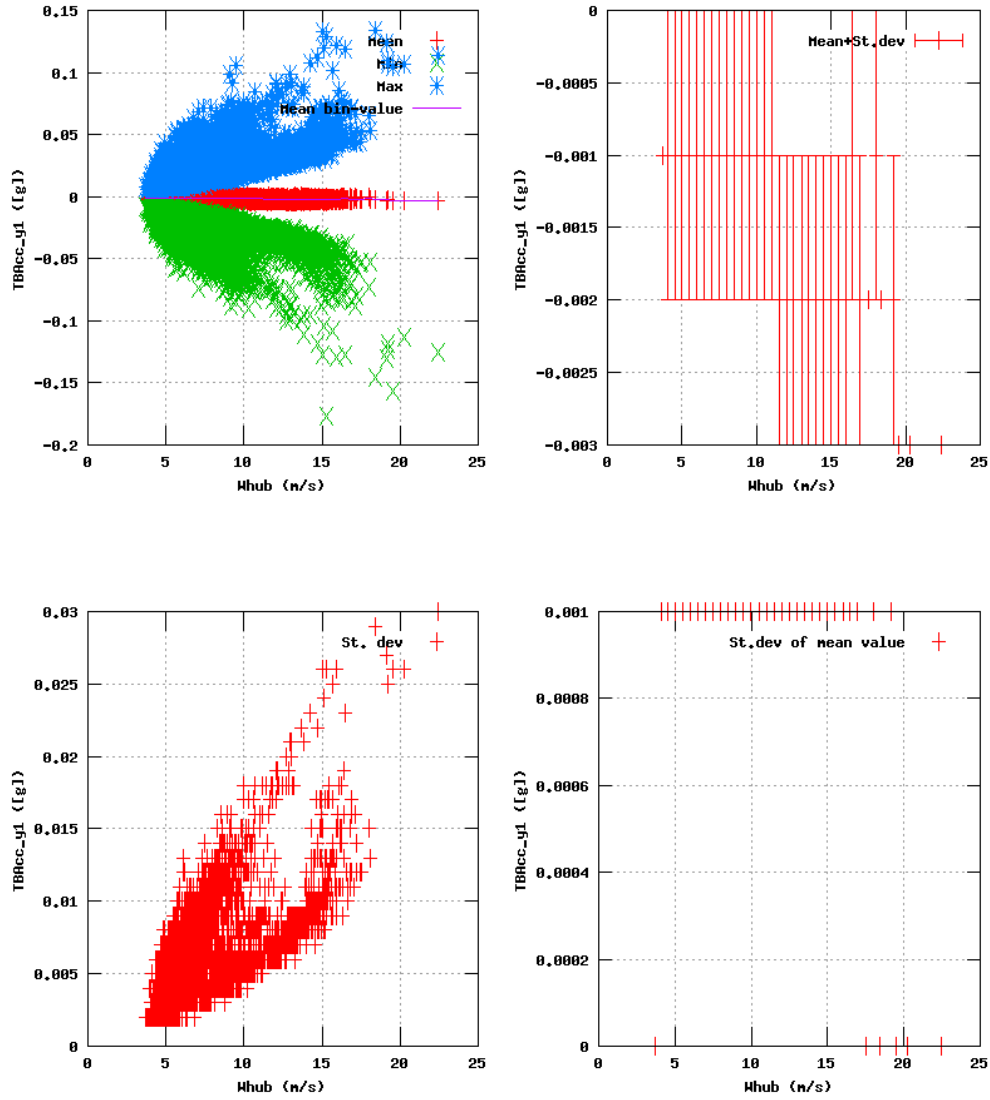 0.15
0.1
0.05
0
-0.05
-0.1
-0.15
-0.2
0 5 10 15 20 25
Whub (m/s)
TBAcc_y1 ([g])
Mean
Min
Max
Mean bin-value
0
-0.0005
-0.001
-0.0015
-0.002
-0.0025
-0.003
0 5 10 15 20 25
Whub (m/s)
TBAcc_y1 ([g])
Mean+St.dev
0.03
0.025
0.02
0.015
0.01
0.005
0
0 5 10 15 20 25
Whub (m/s)
TBAcc_y1 ([g])
St. dev
0.001
0.0008
0.0006
0.0004
0.0002
0
0 5 10 15 20 25
Whub (m/s)
TBAcc_y1 ([g])
St.dev of mean value